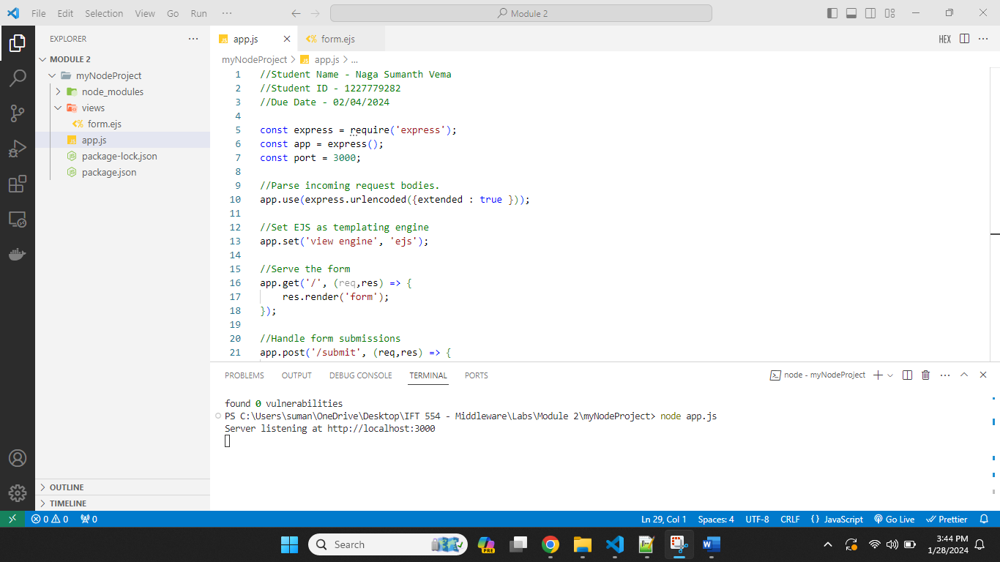 File Edit Selection View Go Run ··· Module 2
EXPLORER ···
MODULE 2
myNodeProject
node_modules
views
form.ejs
app.js
package-lock.json
package.json
OUTLINE
TIMELINE
app.js form.ejs HEX ···
myNodeProject > app.js > ...
1 //Student Name - Naga Sumanth Vema
2 //Student ID - 1227779282
3 //Due Date - 02/04/2024
4
5 const express = require('express');
6 const app = express();
7 const port = 3000;
8
9 //Parse incoming request bodies.
10 app.use(express.urlencoded({extended : true }));
11
12 //Set EJS as templating engine
13 app.set('view engine', 'ejs');
14
15 //Serve the form
16 app.get('/', (req,res) => {
17 res.render('form');
18 });
19
20 //Handle form submissions
21 app.post('/submit', (req,res) => {
PROBLEMS OUTPUT DEBUG CONSOLE TERMINAL PORTS node - myNodeProject ···
found 0 vulnerabilities
PS C:\Users\suman\OneDrive\Desktop\IFT 554 - Middleware\Labs\Module 2\myNodeProject> node app.js
Server listening at http://localhost:3000
0 0 0 Ln 29, Col 1 Spaces: 4 UTF-8 CRLF {} JavaScript Go Live Prettier
Search PRE 3:44 PM
1/28/2024